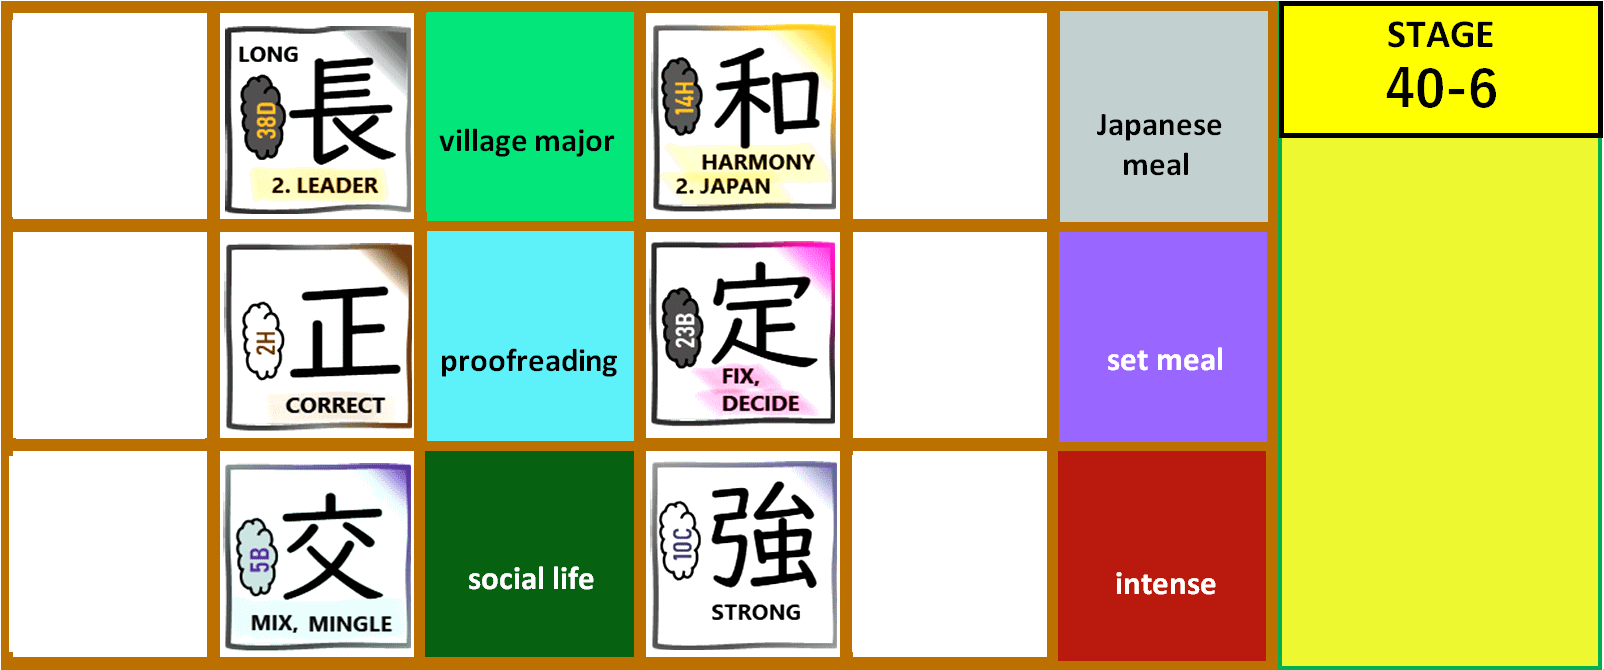 LONG
38D
長
2. LEADER
village major
14H
和
HARMONY
2. JAPAN
Japanese
meal
STAGE
40-6
2H
正
CORRECT
proofreading
23B
定
FIX,
DECIDE
set meal
5B
交
MIX, MINGLE
social life
10C
強
STRONG
intense